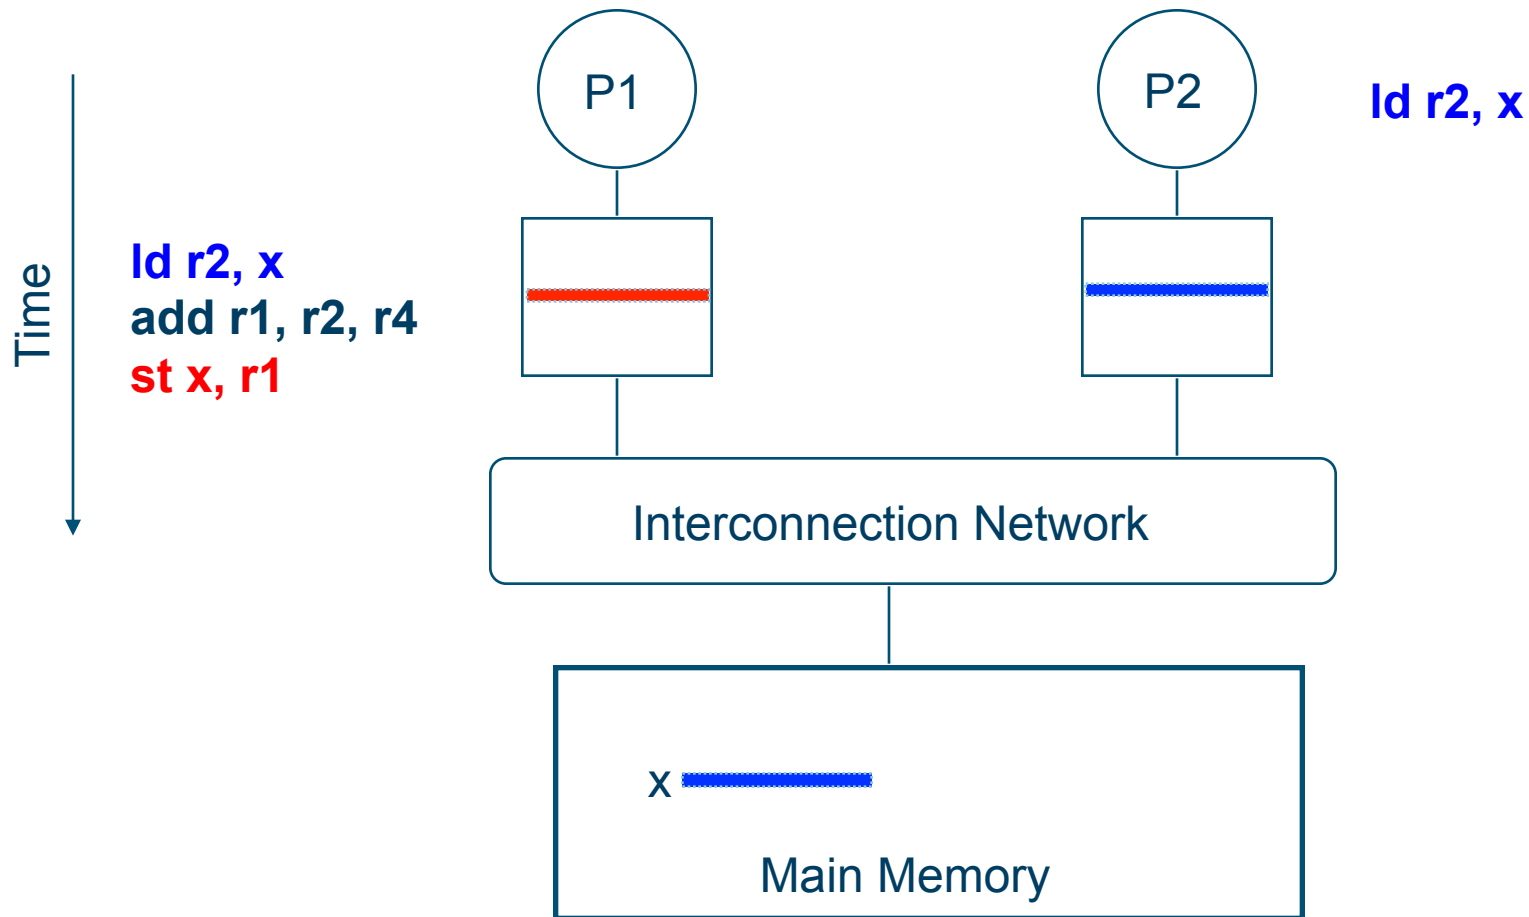 P1
P2
ld r2, x
Time
ld r2, x
add r1, r2, r4
st x, r1
Interconnection Network
x
Main Memory